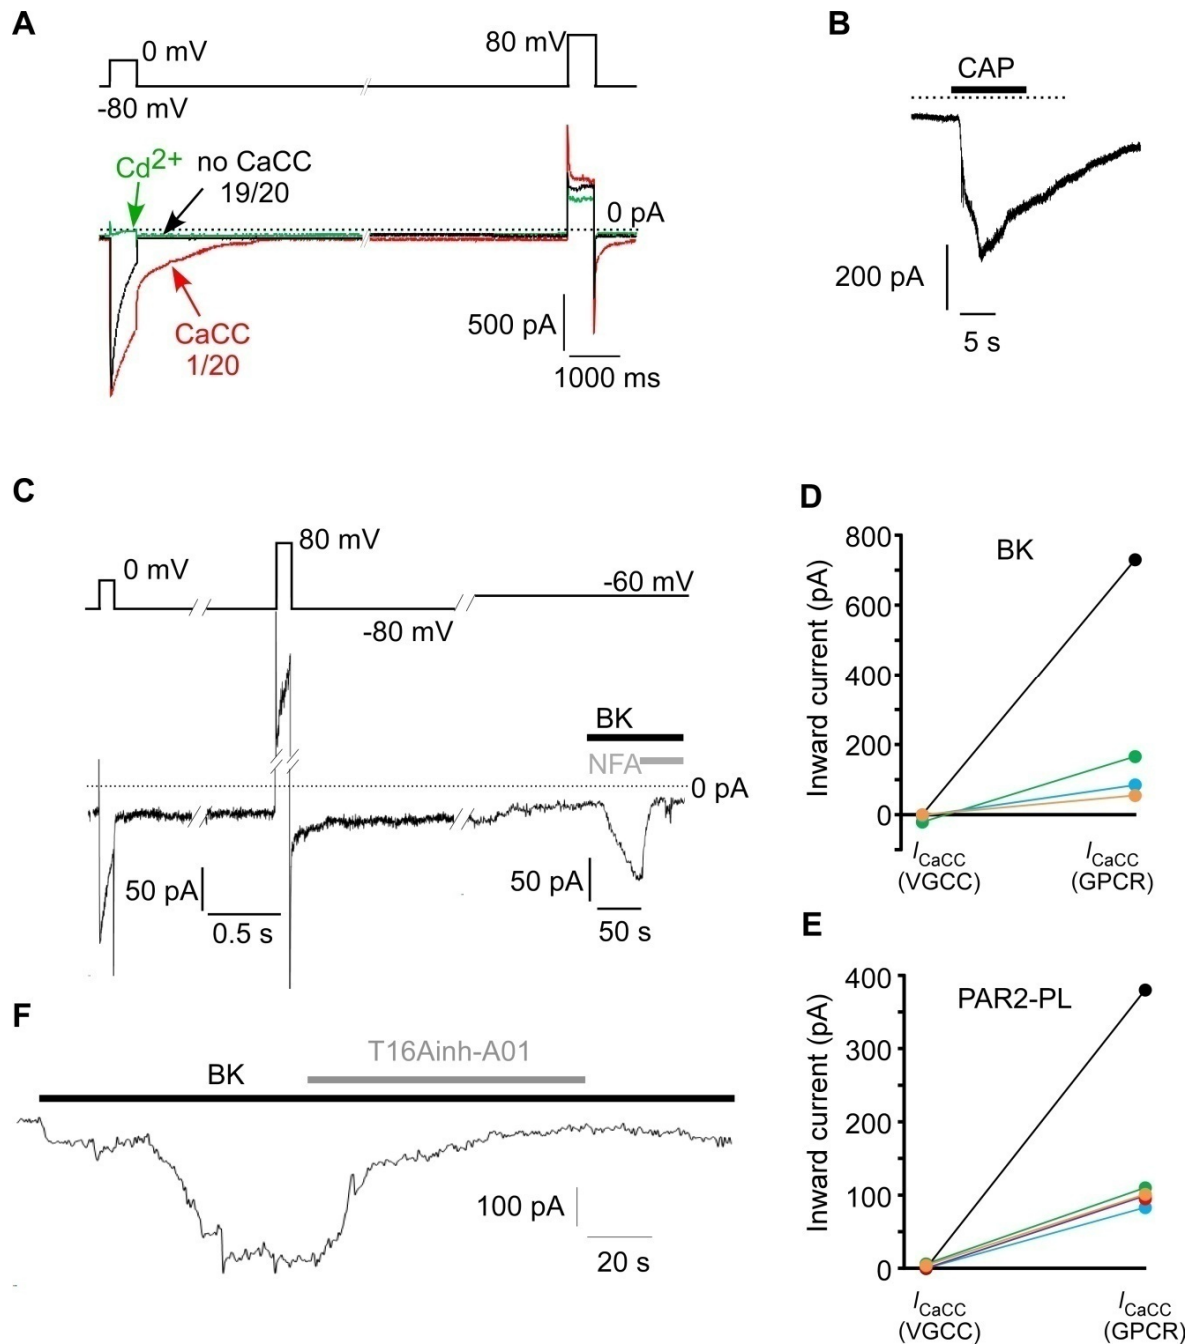 A
0 mV
80 mV
-80 mV
Cd2+
no CaCC
19/20
0 pA
CaCC
1/20
500 pA
1000 ms
B
CAP
200 pA
5 s
C
0 mV
80 mV
-60 mV
-80 mV
BK
NFA
0 pA
50 pA
0.5 s
50 pA
50 s
D
BK
Inward current (pA)
800
600
400
200
0
ICaCC
(VGCC)
ICaCC
(GPCR)
E
PAR2-PL
Inward current (pA)
400
300
200
100
0
ICaCC
(VGCC)
ICaCC
(GPCR)
F
T16Ainh-A01
BK
100 pA
20 s